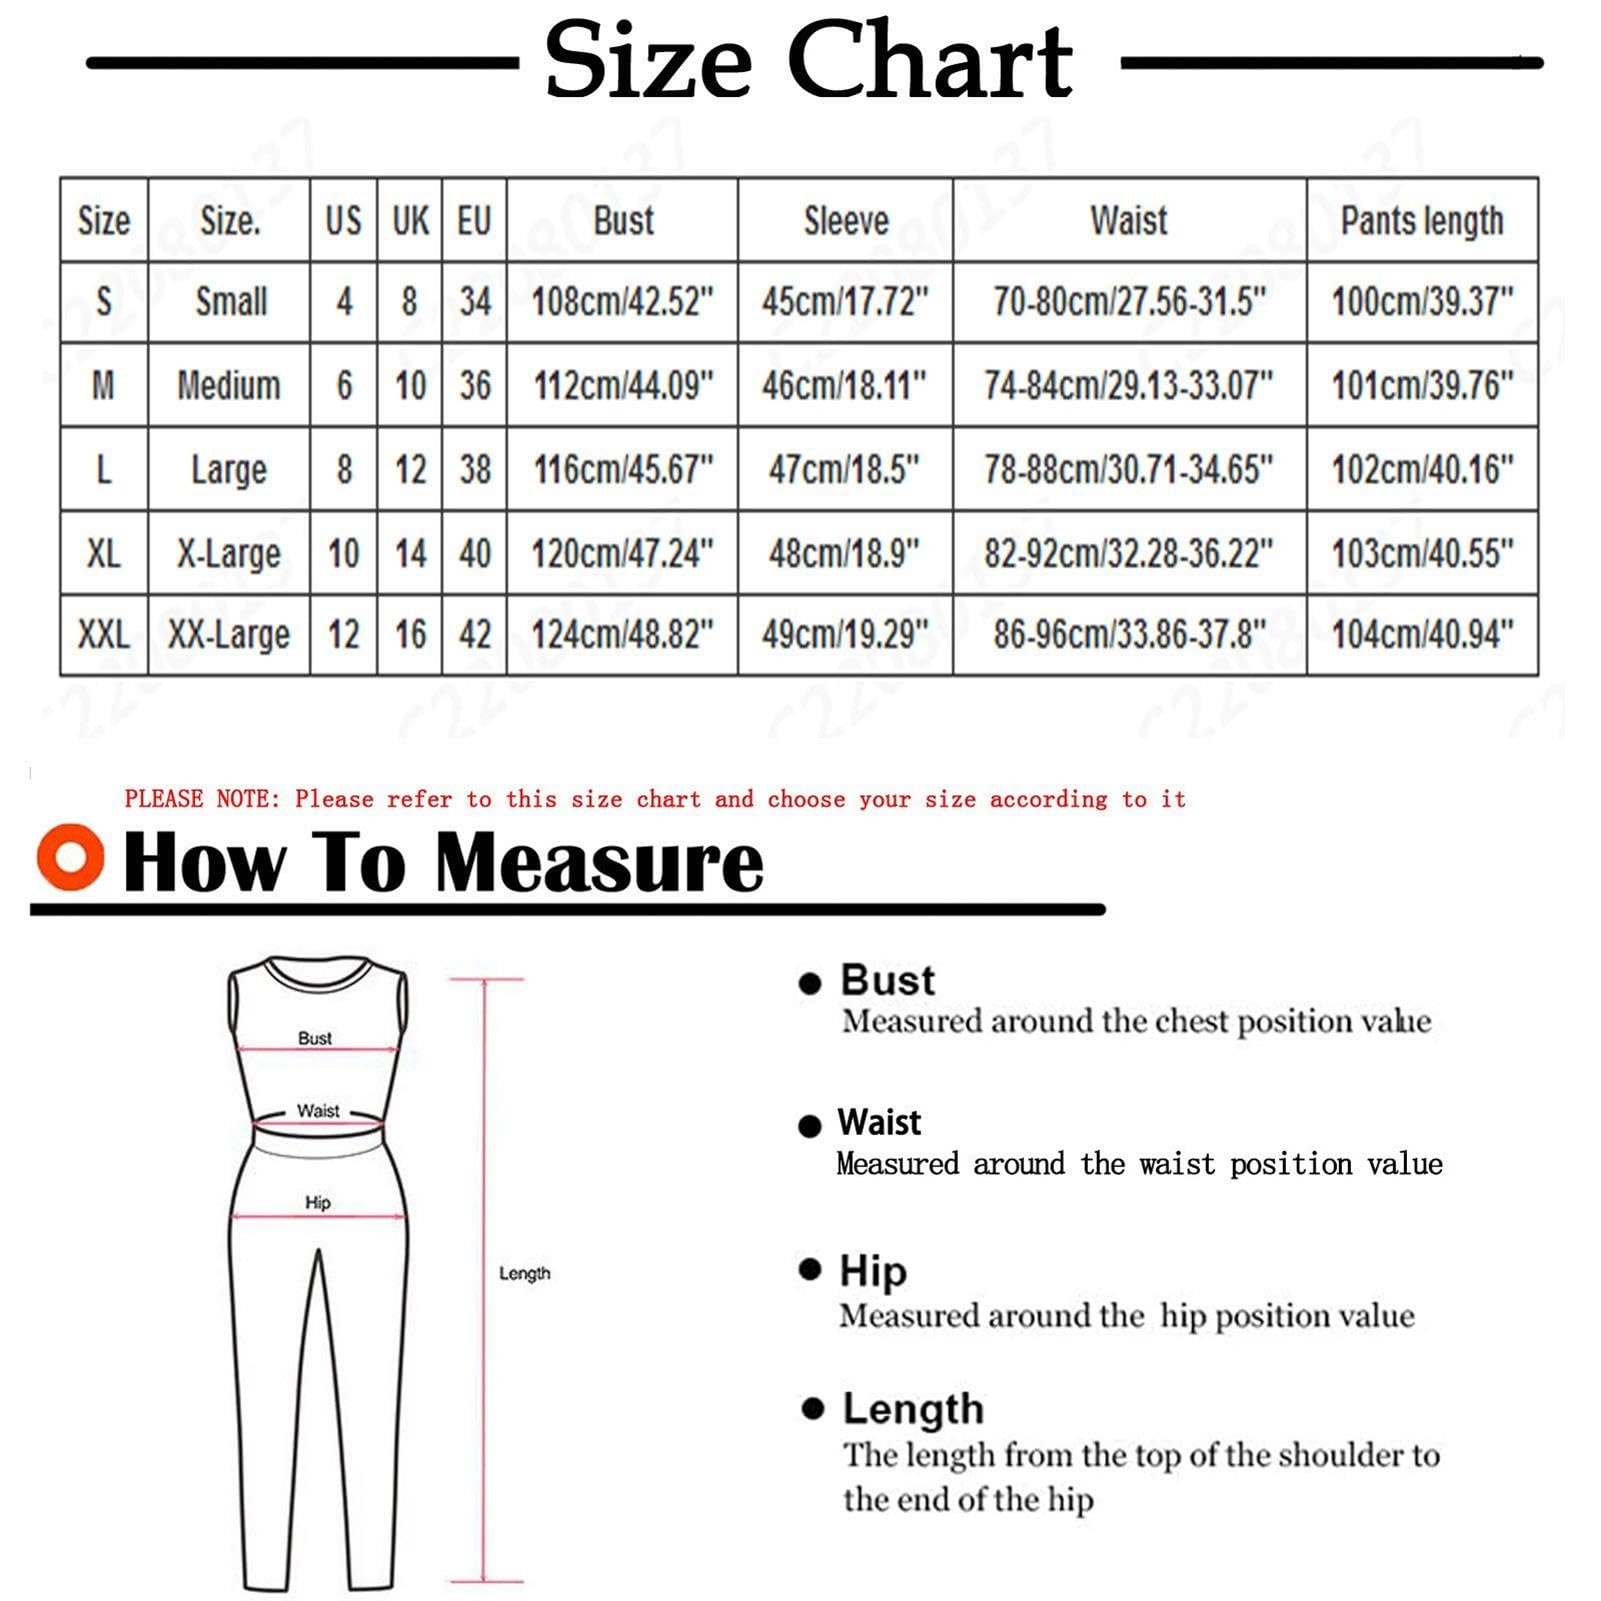 Size Chart
Size Size. US UK EU Bust Sleeve Waist Pants length
S Small 4 8 34 108cm/42.52" 45cm/17.72" 70-80cm/27.56-31.5" 100cm/39.37"
M Medium 6 10 36 112cm/44.09" 46cm/18.11" 74-84cm/29.13-33.07" 101cm/39.76"
L Large 8 12 38 116cm/45.67" 47cm/18.5" 78-88cm/30.71-34.65" 102cm/40.16"
XL X-Large 10 14 40 120cm/47.24" 48cm/18.9" 82-92cm/32.28-36.22" 103cm/40.55"
XXL XX-Large 12 16 42 124cm/48.82" 49cm/19.29" 86-96cm/33.86-37.8" 104cm/40.94"
PLEASE NOTE: Please refer to this size chart and choose your size according to it
How To Measure
Bust
Waist
Hip
Length
Bust
Measured around the chest position value
Waist
Measured around the waist position value
Hip
Measured around the hip position value
Length
The length from the top of the shoulder to
the end of the hip